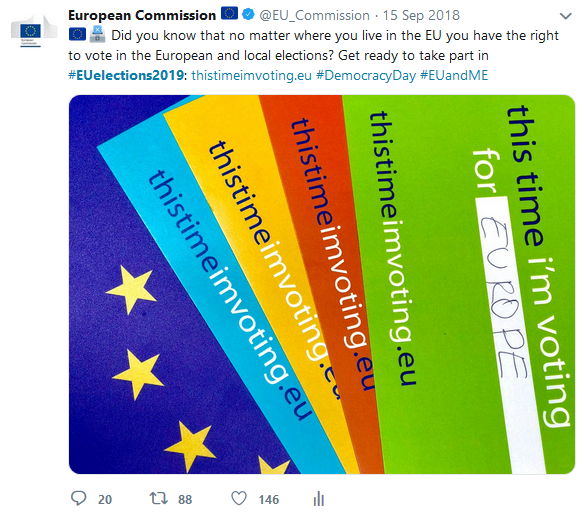 European Commission @EU_Commission · 15 Sep 2018
Did you know that no matter where you live in the EU you have the right
to vote in the European and local elections? Get ready to take part in
#EUelections2019: thistimeimvoting.eu #DemocracyDay #EUandME
thistimeimvoting.eu
thistimeimvoting.eu
thistimeimvoting.eu
thistimeimvoting.eu
this time i'm voting
for EUROPE
20 88 146